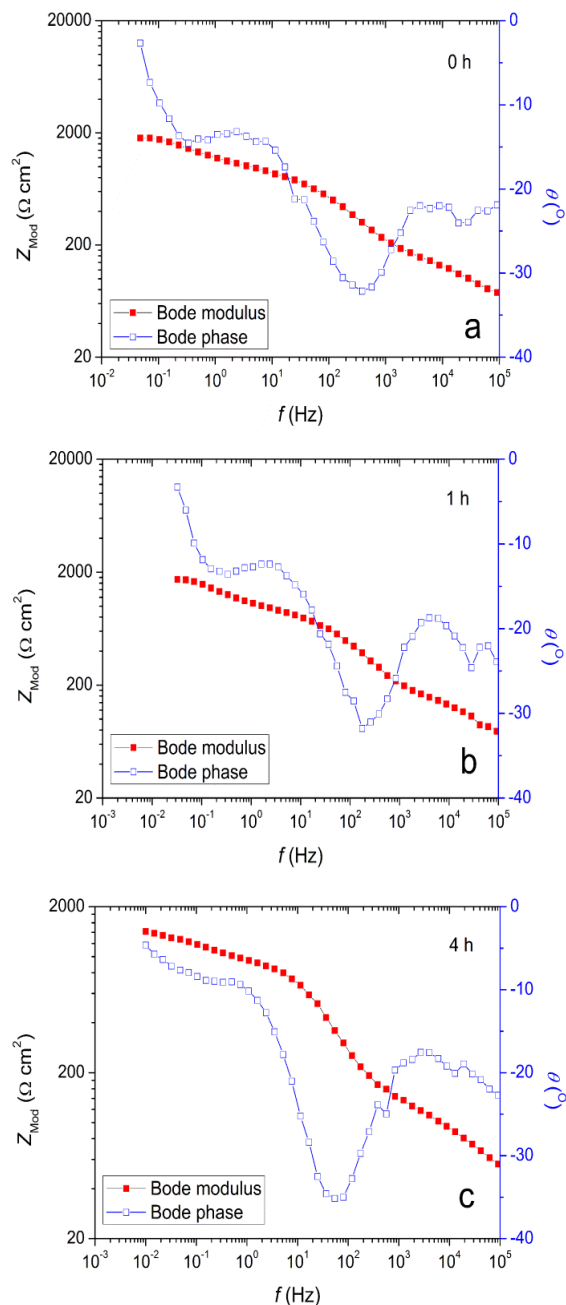 20000
2000
200
20
Z_Mod (Ω cm²)
0 h
Bode modulus
Bode phase
a
0
-10
-20
-30
-40
θ(°)
10⁻² 10⁻¹ 10⁰ 10¹ 10² 10³ 10⁴ 10⁵
f (Hz)
20000
2000
200
20
Z_Mod (Ω cm²)
1 h
Bode modulus
Bode phase
b
0
-10
-20
-30
-40
θ(°)
10⁻³ 10⁻² 10⁻¹ 10⁰ 10¹ 10² 10³ 10⁴ 10⁵
f (Hz)
2000
200
20
Z_Mod (Ω cm²)
4 h
Bode modulus
Bode phase
c
0
-10
-20
-30
-40
θ(°)
10⁻³ 10⁻² 10⁻¹ 10⁰ 10¹ 10² 10³ 10⁴ 10⁵
f (Hz)